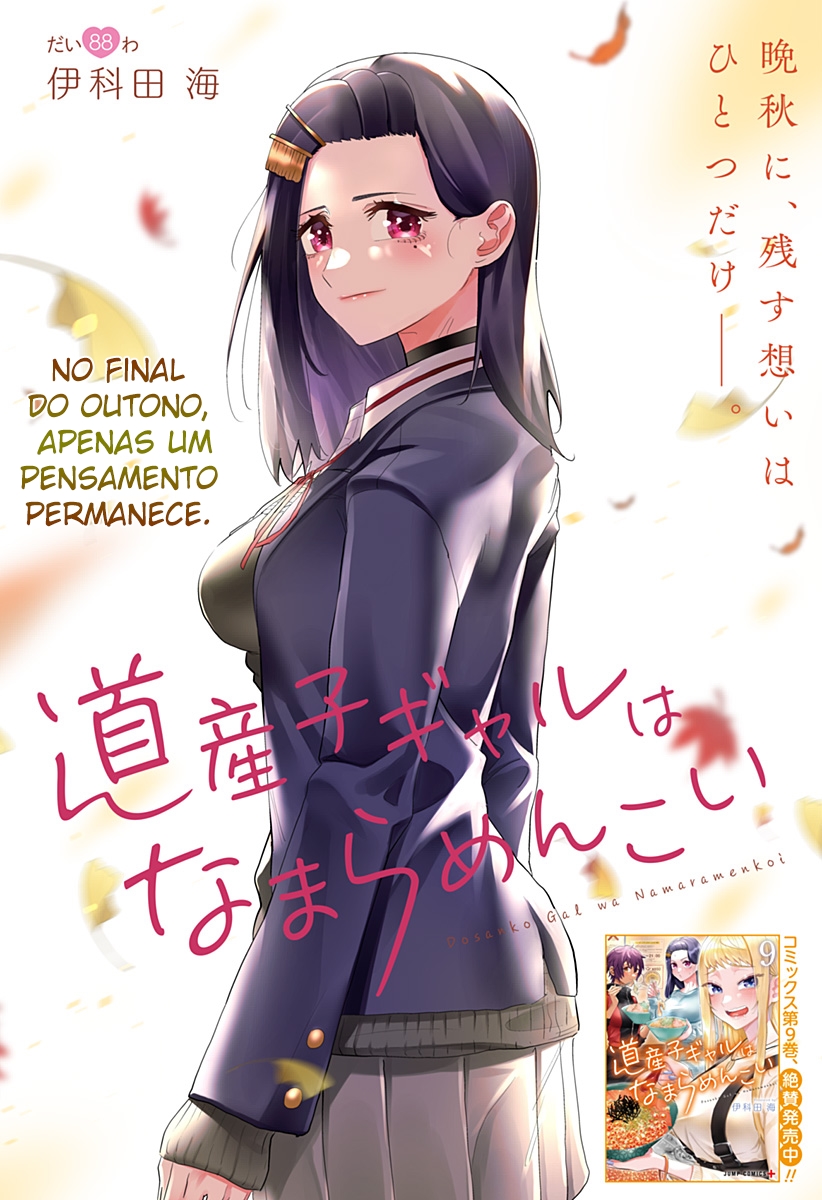 だい88わ
伊科田 海
晩秋に、残す想いは
ひとつだけ——。
NO FINAL
DO OUTONO,
APENAS UM
PENSAMENTO
PERMANECE.
道産子ギャルは
なまらめんこい
Dosanko Gal wa Namaramenkoi
コミックス第9巻、絶賛発売中!!
9
道産子ギャルは
なまらめんこい
伊科田 海
JUMP COMICS+